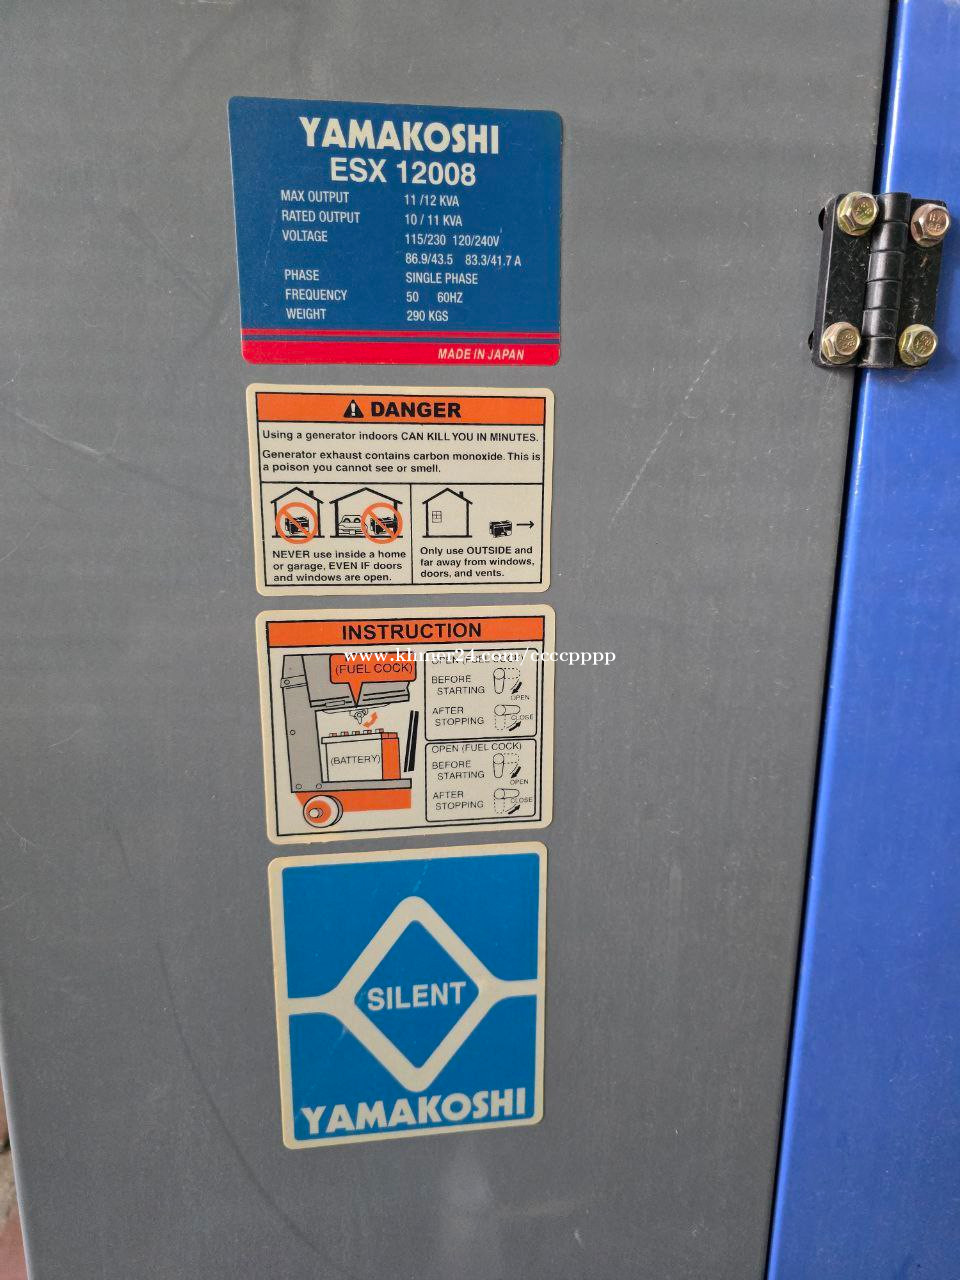 YAMAKOSHI
ESX 12008
MAX OUTPUT 11/12 KVA
RATED OUTPUT 10 / 11 KVA
VOLTAGE 115/230 120/240V
86.9/43.5 83.3/41.7 A
PHASE SINGLE PHASE
FREQUENCY 50 60HZ
WEIGHT 290 KGS
MADE IN JAPAN
DANGER
Using a generator indoors CAN KILL YOU IN MINUTES.
Generator exhaust contains carbon monoxide. This is
a poison you cannot see or smell.
NEVER use inside a home
or garage, EVEN IF doors
and windows are open.
Only use OUTSIDE and
far away from windows,
doors, and vents.
INSTRUCTION
www.khmer24.com/ccccpppp
(FUEL COCK)
(BATTERY)
OPEN
BEFORE
STARTING
OPEN
AFTER
STOPPING
CLOSE
OPEN (FUEL COCK)
BEFORE
STARTING
OPEN
AFTER
STOPPING
CLOSE
SILENT
YAMAKOSHI